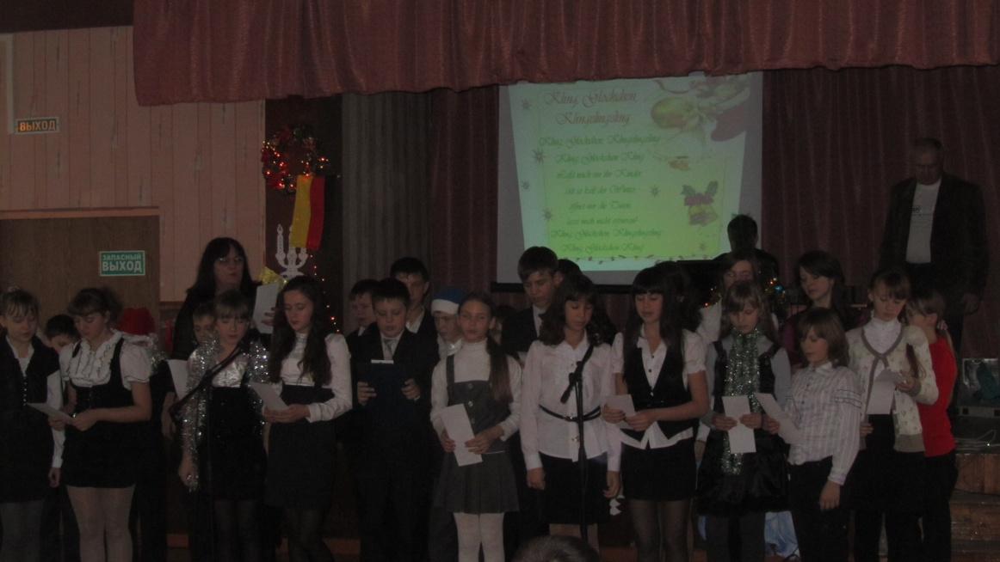 ВЫХОД
ЗАПАСНЫЙ
ВЫХОД
Kling, Glöckchen,
Klingelingeling
Kling, Glöckchen, Klingelingeling
Kling, Glöckchen Kling
Laßt mich ein ihr Kinder
ist so kalt der Winter
öffnet mir die Türen
lasst mich nicht erfrieren!
Kling, Glöckchen, Klingelingeling
Kling, Glöckchen Kling!